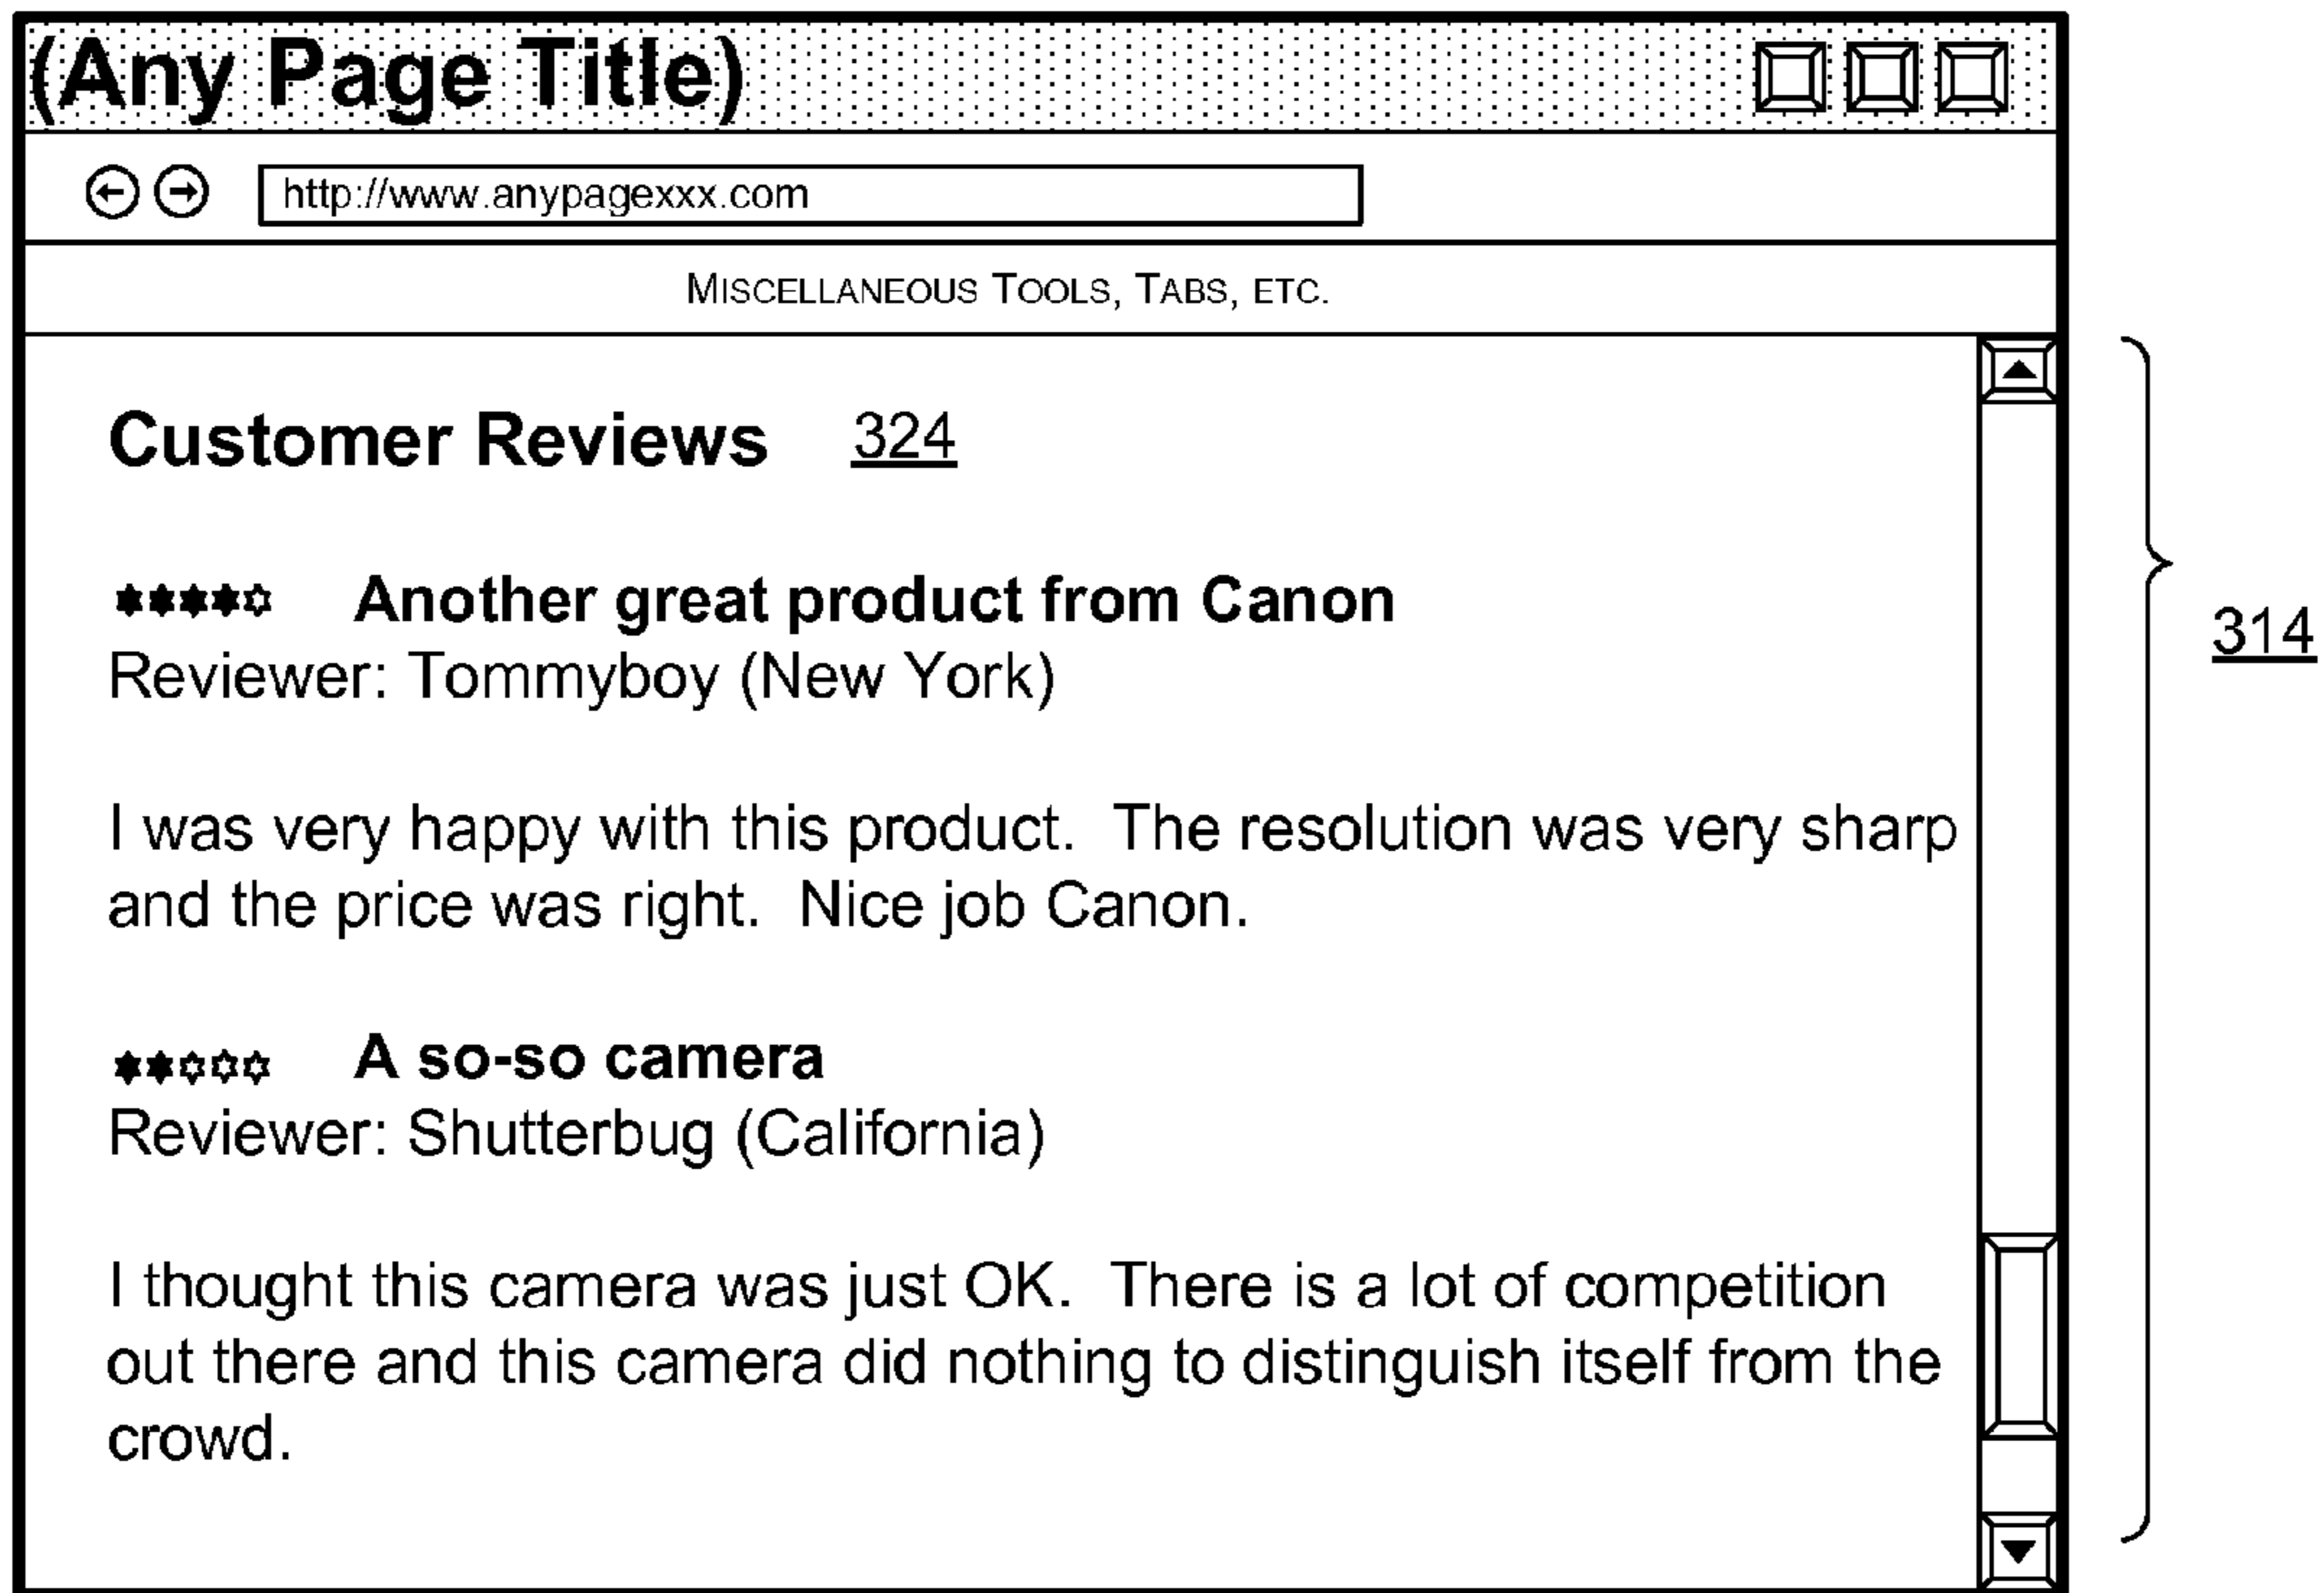 (Any Page Title)
http://www.anypagexxx.com
MISCELLANEOUS TOOLS, TABS, ETC.
Customer Reviews 324
Another great product from Canon
Reviewer: Tommyboy (New York)
314
I was very happy with this product. The resolution was very sharp
and the price was right. Nice job Canon.
A so-so camera
Reviewer: Shutterbug (California)
I thought this camera was just OK. There is a lot of competition
out there and this camera did nothing to distinguish itself from the
crowd.